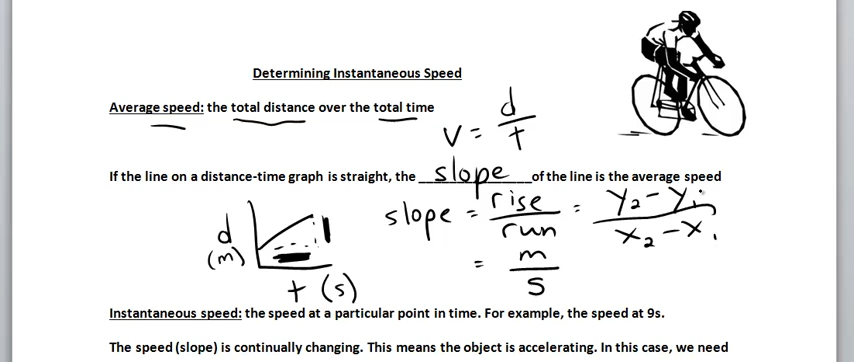 Determining Instantaneous Speed
Average speed: the total distance over the total time
v = d/t
If the line on a distance-time graph is straight, the slope of the line is the average speed
slope = rise/run = y₂ - y₁/x₂ - x₁
d
(m)
= m/s
t (s)
Instantaneous speed: the speed at a particular point in time. For example, the speed at 9s.
The speed (slope) is continually changing. This means the object is accelerating. In this case, we need